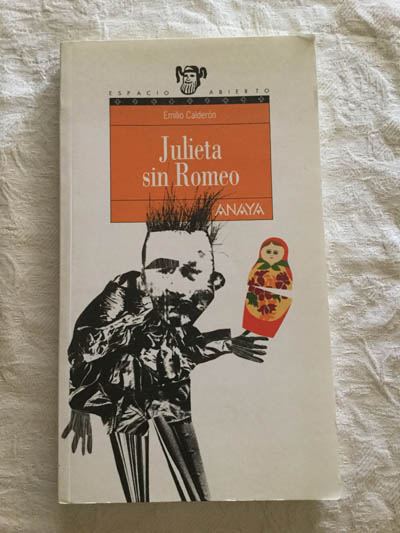 ESPACIO ABIERTO
Emilio Calderón
Julieta
sin Romeo
ANAYA